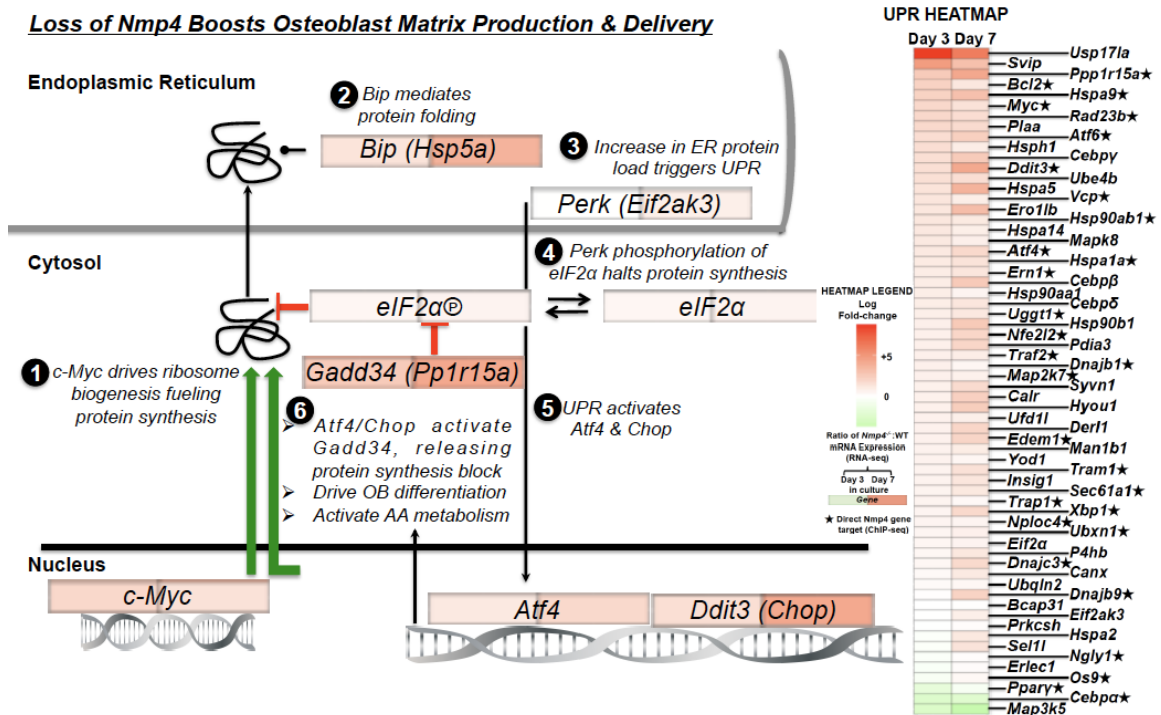 Loss of Nmp4 Boosts Osteoblast Matrix Production & Delivery
Endoplasmic Reticulum
2 Bip mediates
protein folding
Bip (Hsp5a)
3 Increase in ER protein
load triggers UPR
Perk (Eif2ak3)
Cytosol
4 Perk phosphorylation of
eIF2α halts protein synthesis
eIF2αⓅ
eIF2α
Gadd34 (Pp1r15a)
1 c-Myc drives ribosome
biogenesis fueling
protein synthesis
5 UPR activates
Atf4 & Chop
6
➢ Atf4/Chop activate
Gadd34, releasing
protein synthesis block
➢ Drive OB differentiation
➢ Activate AA metabolism
Nucleus
c-Myc
Atf4
Ddit3 (Chop)
HEATMAP LEGEND
Log
Fold-change
+5
0
Ratio of Nmp4-/-:WT
mRNA Expression
(RNA-seq)
Day 3 Day 7
in culture
Gene
★ Direct Nmp4 gene
target (ChIP-seq)
UPR HEATMAP
Day 3 Day 7
Usp17la
Svip
Ppp1r15a★
Bcl2★
Hspa9★
Myc★
Rad23b★
Plaa
Atf6★
Hsph1
Cebpγ
Ddit3★
Ube4b
Hspa5
Vcp★
Ero1lb
Hsp90ab1★
Hspa14
Mapk8
Atf4★
Hspa1a★
Ern1★
Cebpβ
Hsp90aa1
Cebpδ
Uggt1★
Hsp90b1
Nfe2l2★
Pdia3
Traf2★
Dnajb1★
Map2k7★
Syvn1
Calr
Hyou1
Ufd1l
Derl1
Edem1★
Man1b1
Yod1
Tram1★
Insig1
Sec61a1★
Trap1★
Xbp1★
Nploc4★
Ubxn1★
Eif2α
P4hb
Dnajc3★
Canx
Ubqln2
Dnajb9★
Bcap31
Eif2ak3
Prkcsh
Hspa2
Sel1l
Ngly1★
Erlec1
Os9★
Pparγ★
Cebpα★
Map3k5